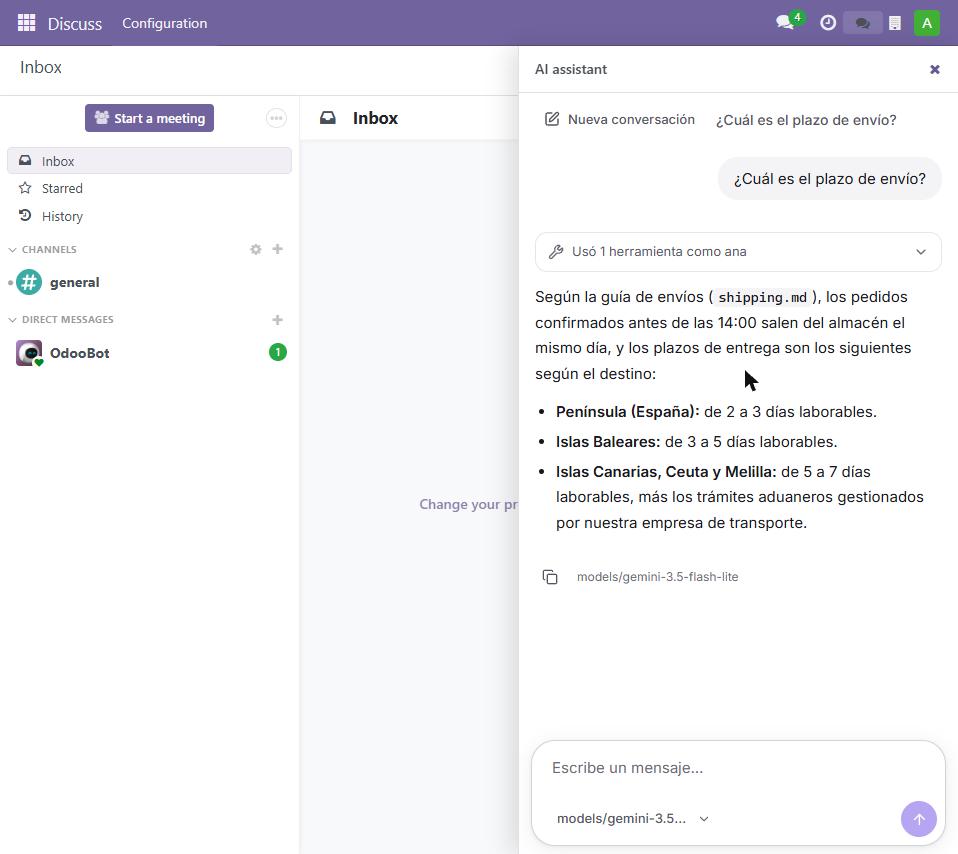 Discuss
Configuration
4
A
Inbox
AI assistant
Start a meeting
Inbox
Inbox
Starred
History
CHANNELS
general
DIRECT MESSAGES
OdooBot
1
Change your pr
Nueva conversación
¿Cuál es el plazo de envío?
¿Cuál es el plazo de envío?
Usó 1 herramienta como ana
Según la guía de envíos ( shipping.md ), los pedidos
confirmados antes de las 14:00 salen del almacén el
mismo día, y los plazos de entrega son los siguientes
según el destino:
• Península (España): de 2 a 3 días laborables.
• Islas Baleares: de 3 a 5 días laborables.
• Islas Canarias, Ceuta y Melilla: de 5 a 7 días
laborables, más los trámites aduaneros gestionados
por nuestra empresa de transporte.
models/gemini-3.5-flash-lite
Escribe un mensaje...
models/gemini-3.5...